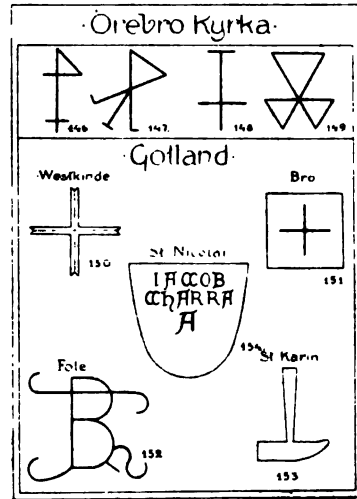 ·Örebro Kyrka·
146. 147. 148 149.
·Gotland·
Westkinde Bro
150 151
St Nicolai
IACOB
CHARRA
A
154.
Fole St Karin
152 153